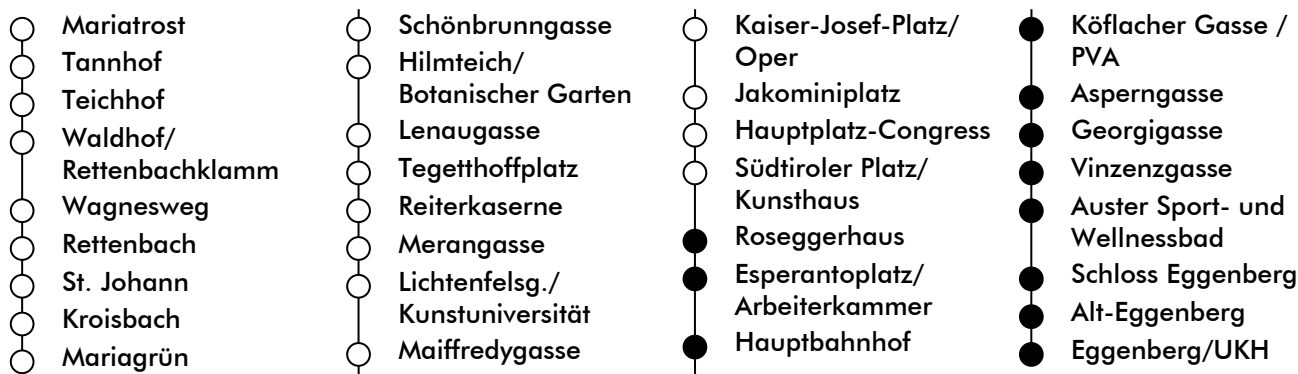 Mariatrost
Tannhof
Teichhof
Waldhof/
Rettenbachklamm
Wagnesweg
Rettenbach
St. Johann
Kroisbach
Mariagrün
Schönbrunngasse
Hilmteich/
Botanischer Garten
Lenaugasse
Tegetthoffplatz
Reiterkaserne
Merangasse
Lichtenfelsg./
Kunstuniversität
Maiffredygasse
Kaiser-Josef-Platz/
Oper
Jakominiplatz
Hauptplatz-Congress
Südtiroler Platz/
Kunsthaus
Roseggerhaus
Esperantoplatz/
Arbeiterkammer
Hauptbahnhof
Köflacher Gasse /
PVA
Asperngasse
Georgigasse
Vinzenzgasse
Auster Sport- und
Wellnessbad
Schloss Eggenberg
Alt-Eggenberg
Eggenberg/UKH